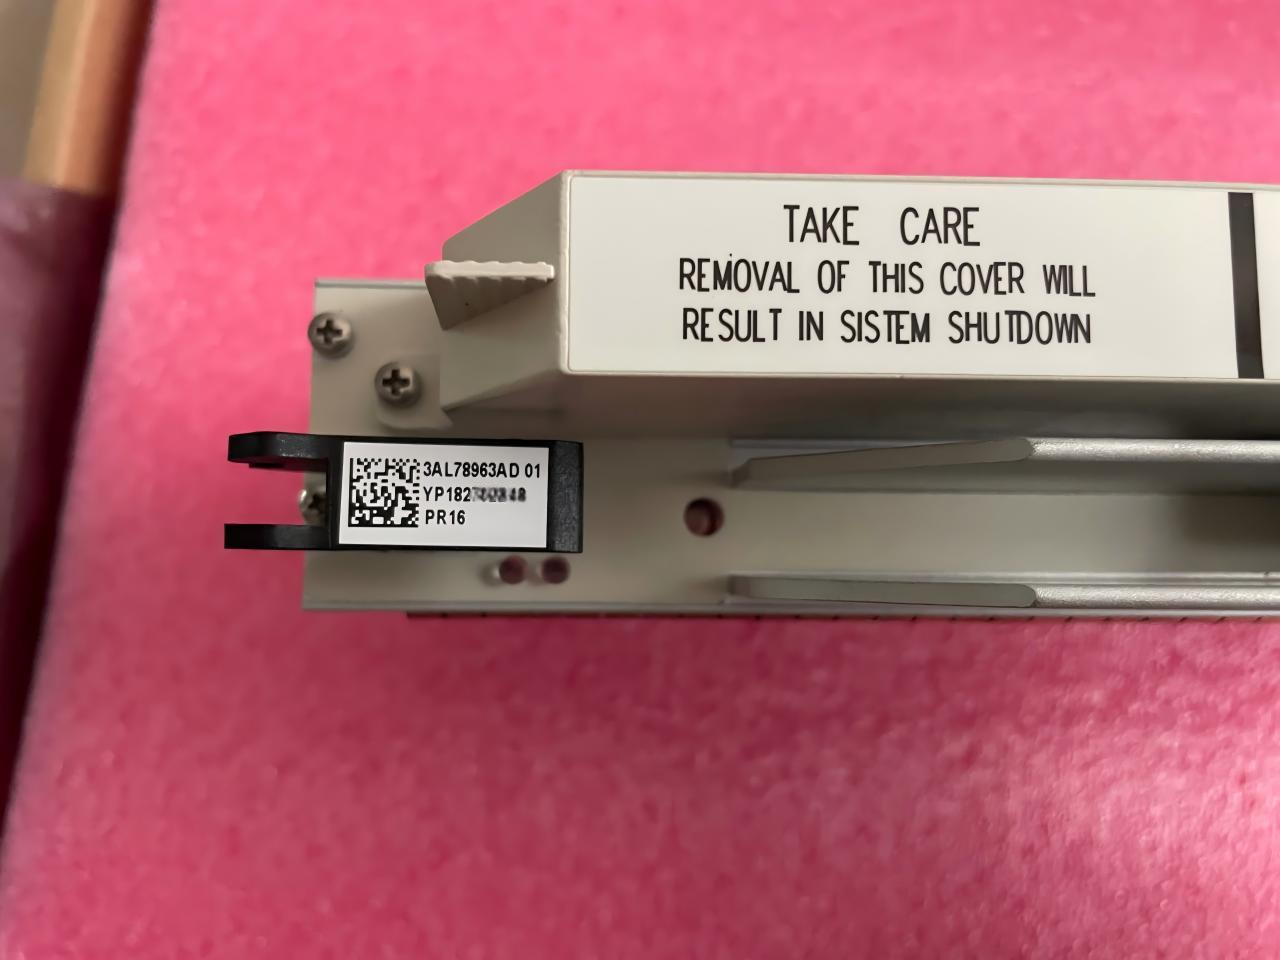 TAKE CARE
REMOVAL OF THIS COVER WILL
RESULT IN SISTEM SHUTDOWN
3AL78963AD 01
PR16